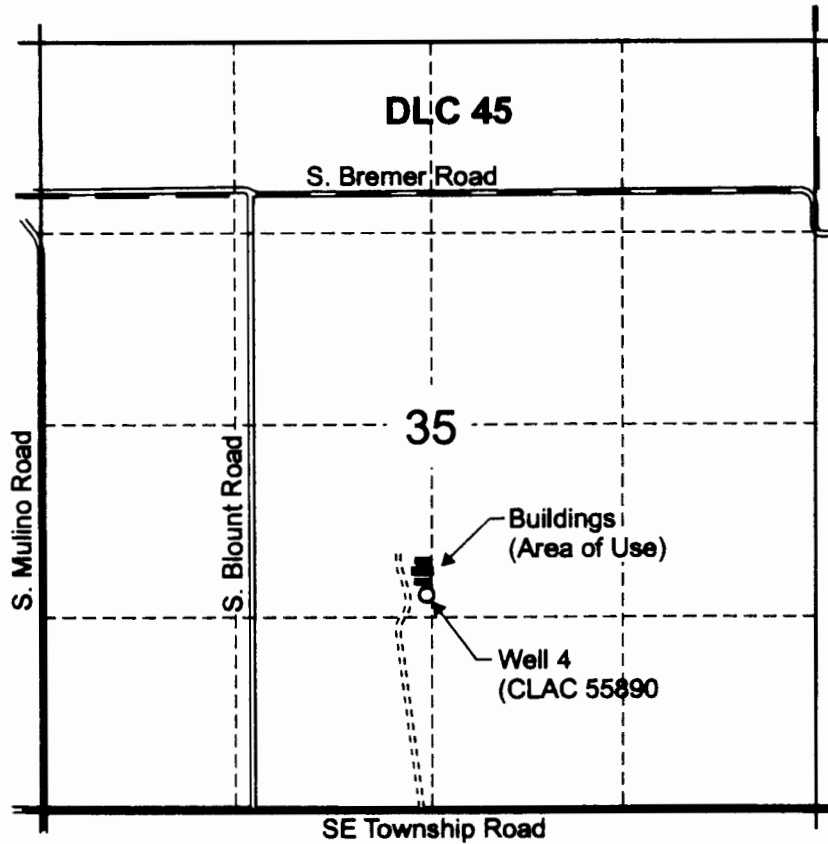 DLC 45
S. Bremer Road
35
S. Mulino Road
S. Blount Road
Buildings
(Area of Use)
Well 4
(CLAC 55890
SE Township Road